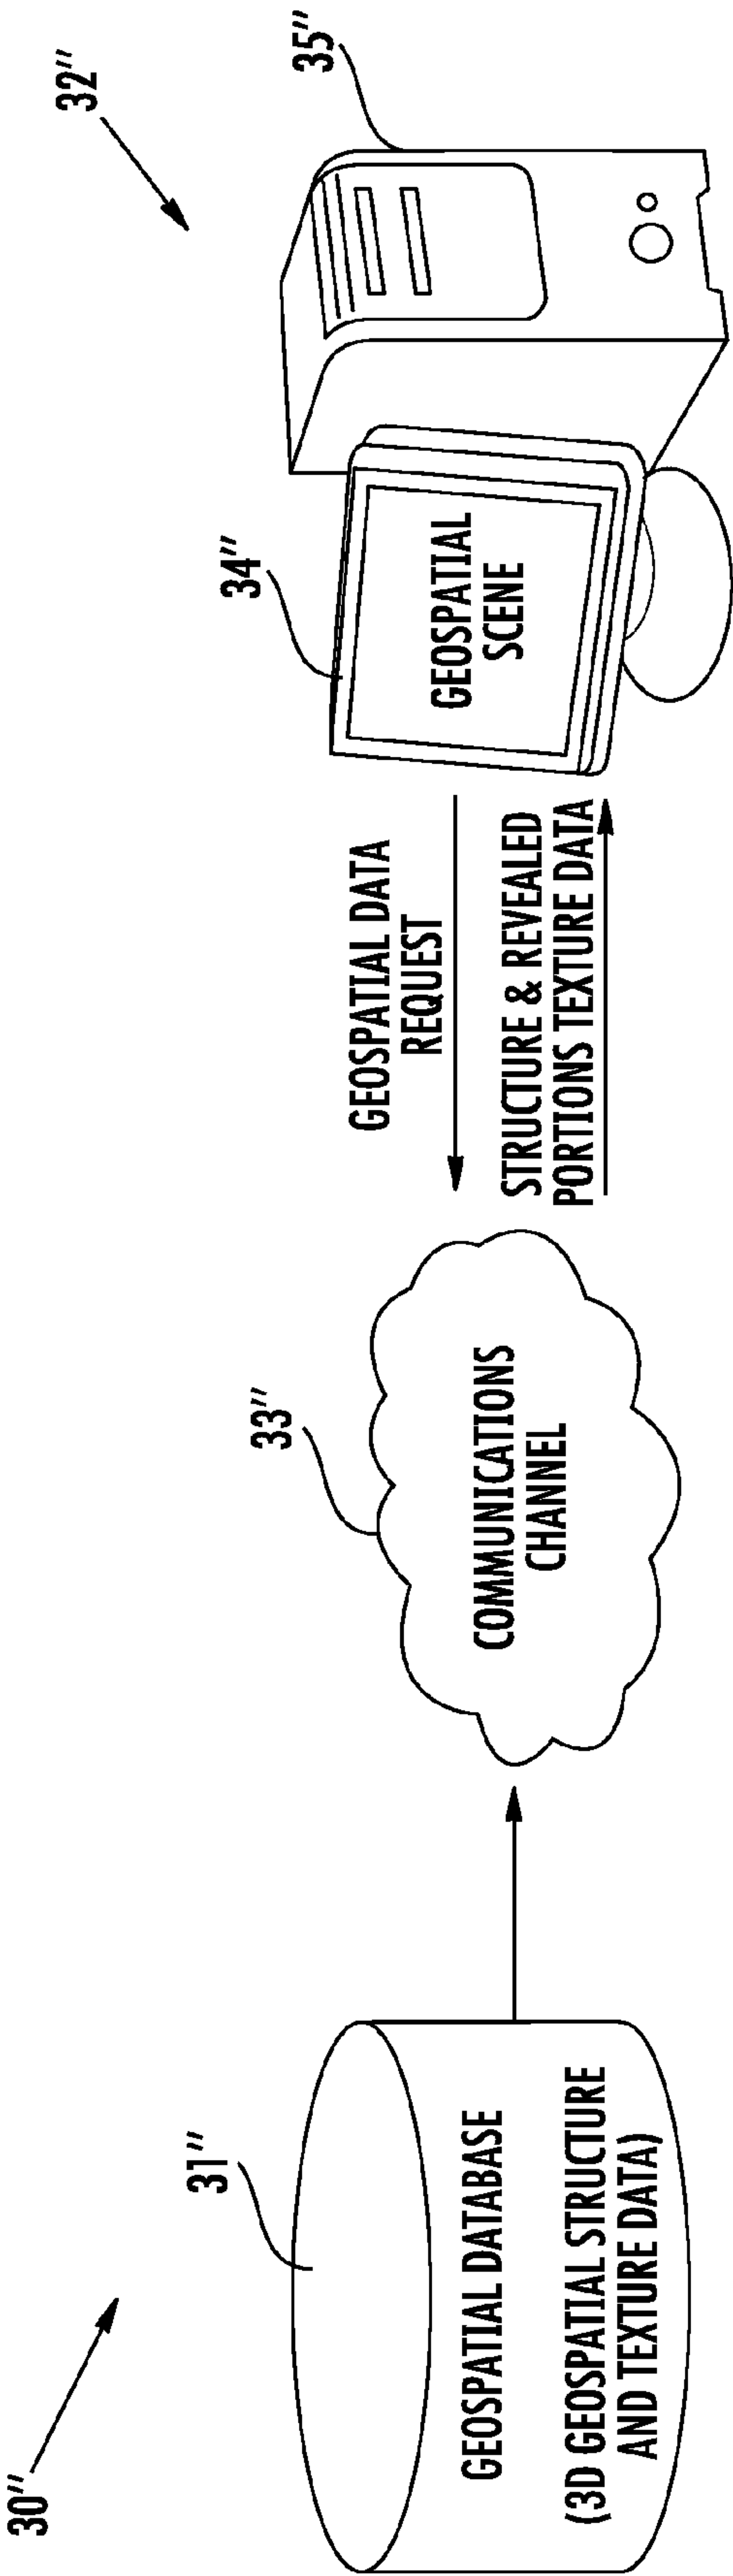 30″
31″
GEOSPATIAL DATABASE
(3D GEOSPATIAL STRUCTURE
AND TEXTURE DATA)
33″
COMMUNICATIONS
CHANNEL
GEOSPATIAL DATA
REQUEST
STRUCTURE & REVEALED
PORTIONS TEXTURE DATA
34″
GEOSPATIAL
SCENE
32″
35″